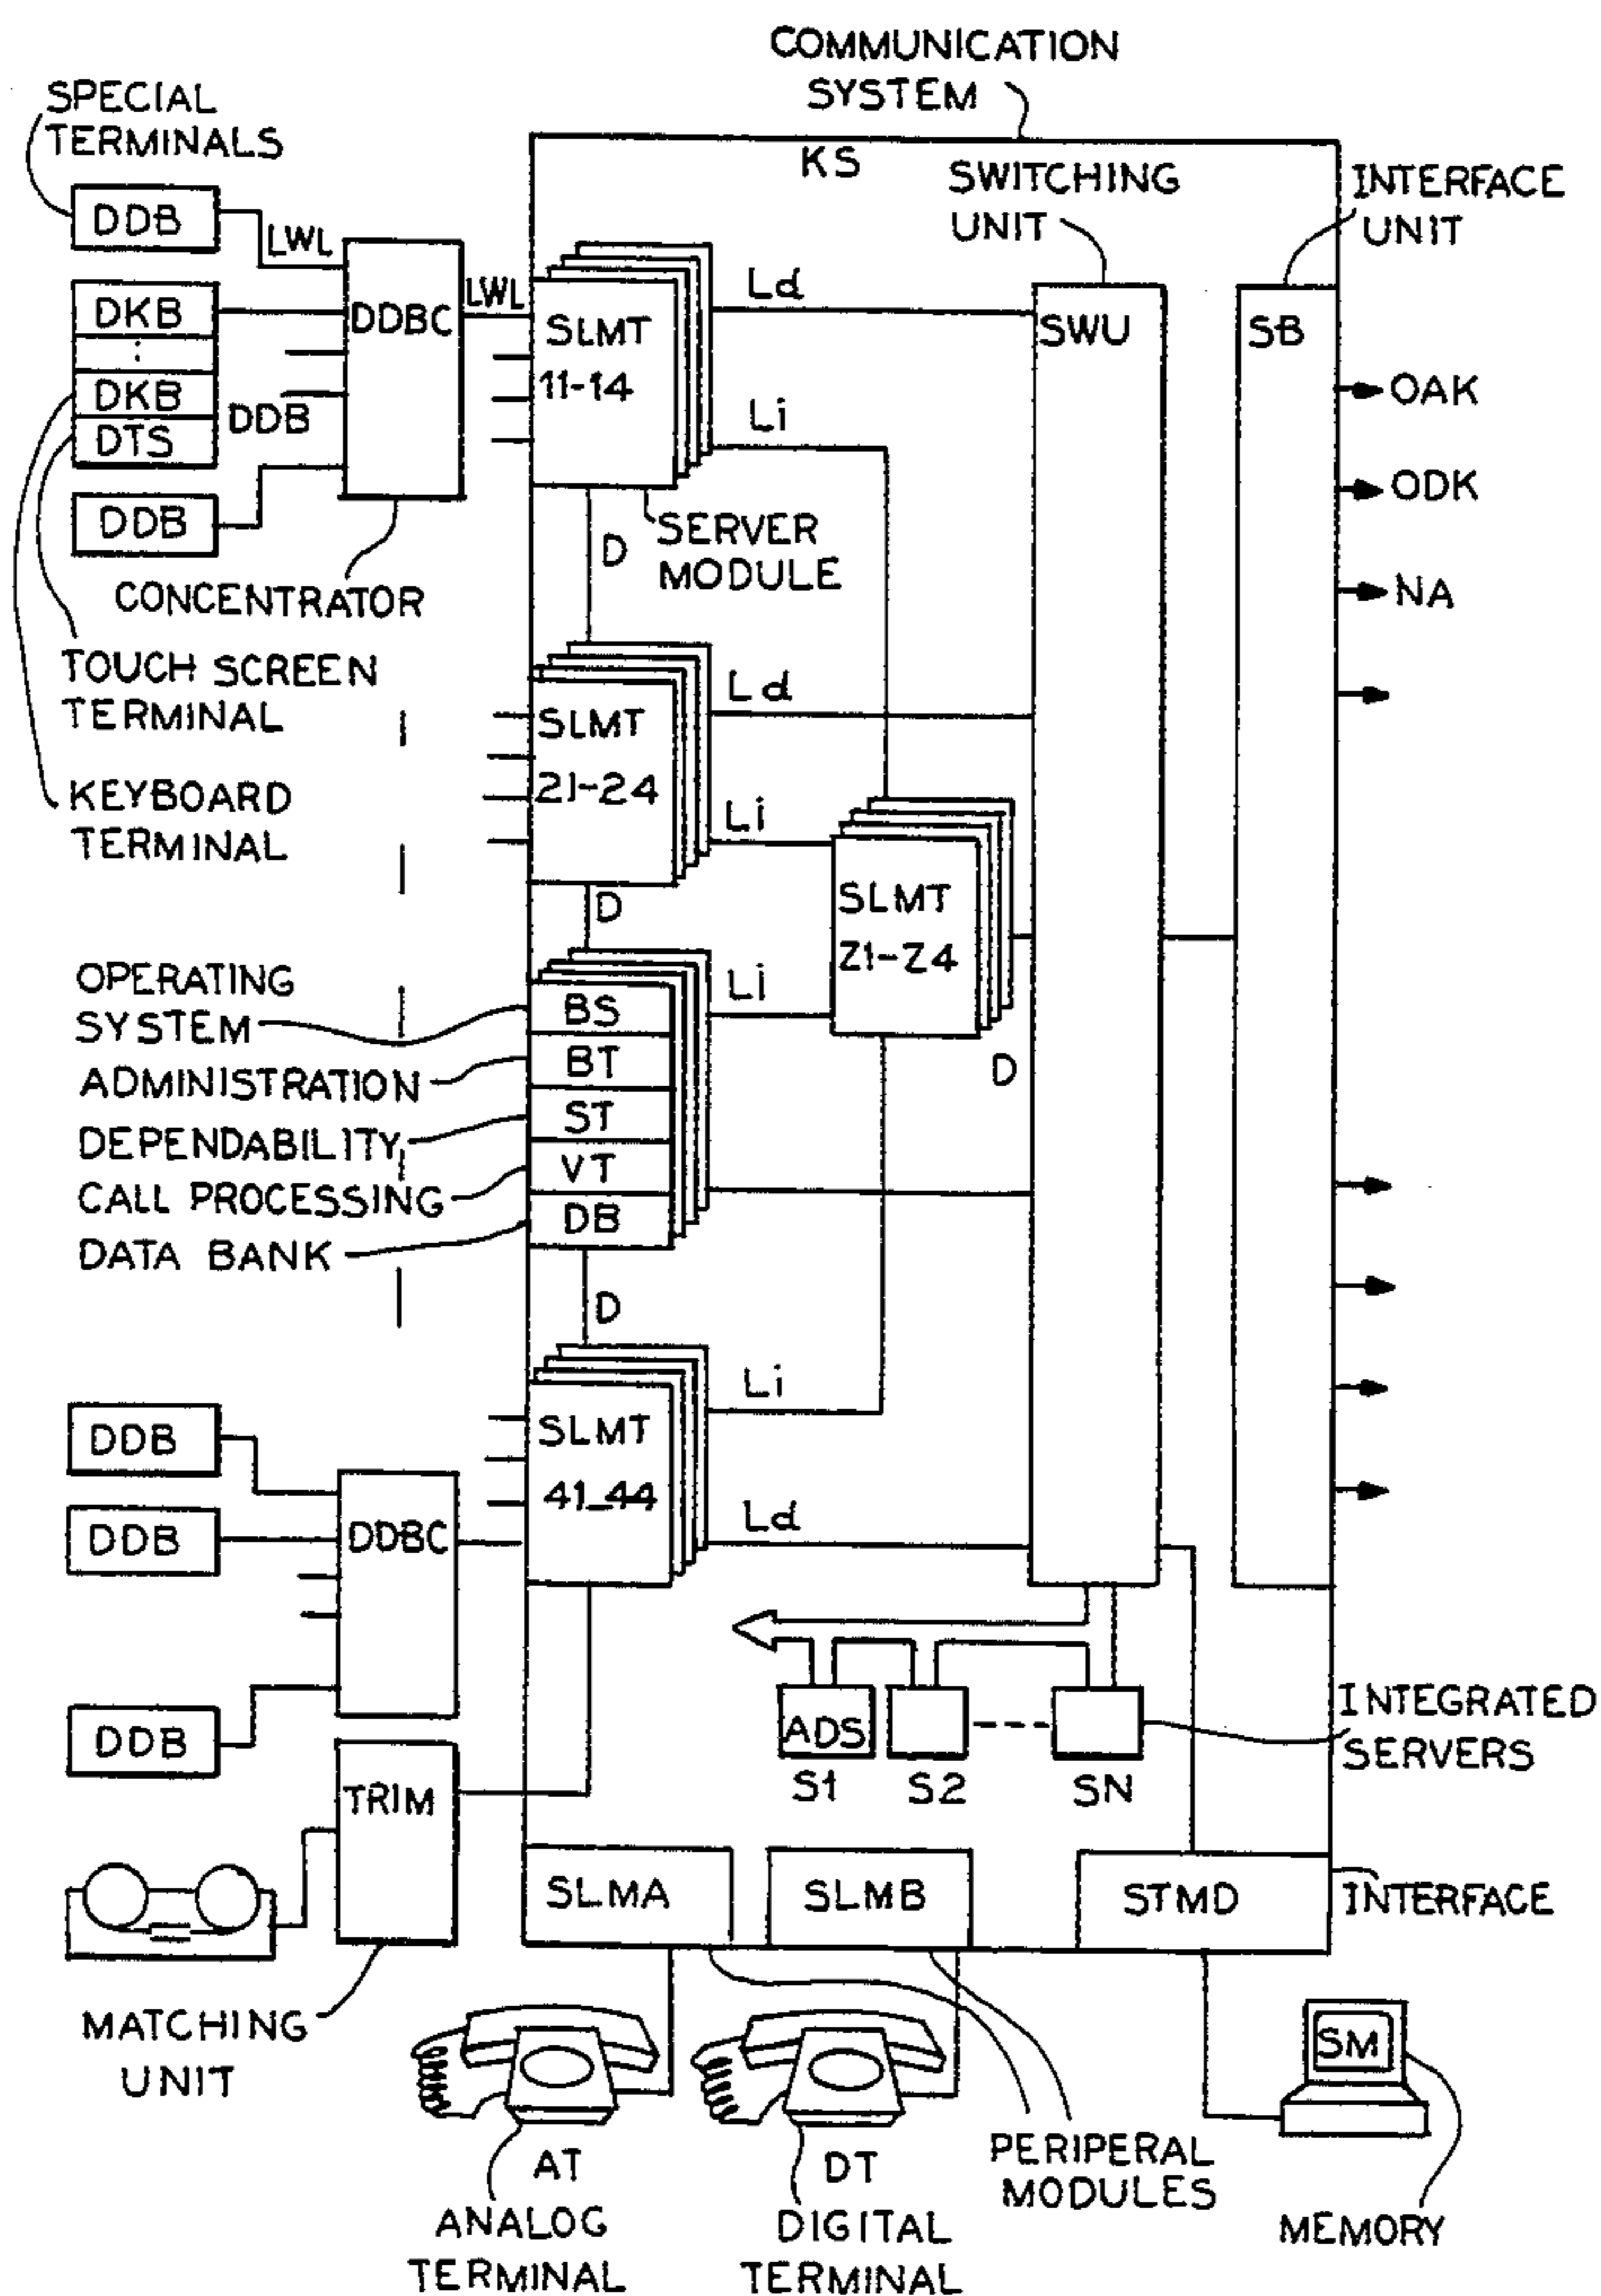 COMMUNICATION
SYSTEM
SPECIAL
TERMINALS
KS
SWITCHING
UNIT
INTERFACE
UNIT
DDB
LWL
DKB
:
DKB
DTS
DDB
DDB
DDBC
LWL
SLMT
11-14
Ld
Li
SWU
SB
OAK
ODK
NA
D
SERVER
MODULE
CONCENTRATOR
TOUCH SCREEN
TERMINAL
KEYBOARD
TERMINAL
SLMT
21-24
Ld
Li
D
SLMT
Z1-Z4
Li
D
OPERATING
SYSTEM
BS
ADMINISTRATION
BT
DEPENDABILITY
ST
CALL PROCESSING
VT
DATA BANK
DB
D
SLMT
41-44
Li
Ld
DDB
DDB
DDBC
DDB
ADS
S1
S2
SN
INTEGRATED
SERVERS
TRIM
SLMA
SLMB
STMD
INTERFACE
MATCHING
UNIT
SM
AT
ANALOG
TERMINAL
DT
DIGITAL
TERMINAL
PERIPERAL
MODULES
MEMORY